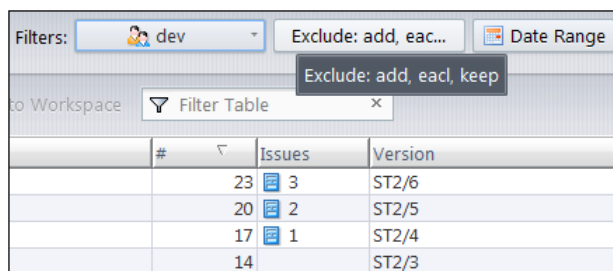 Filters: dev Exclude: add, eac... Date Range
Exclude: add, eacl, keep
to Workspace Filter Table ×
# Issues Version
23 3 ST2/6
20 2 ST2/5
17 1 ST2/4
14 ST2/3